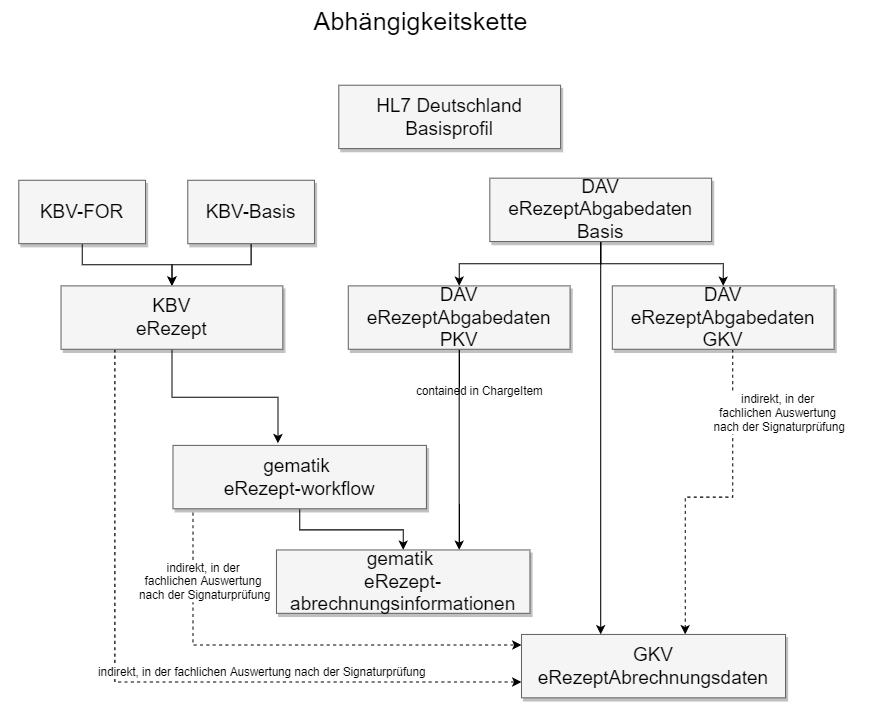 Abhängigkeitskette
HL7 Deutschland
Basisprofil
KBV-FOR
KBV-Basis
DAV
eRezeptAbgabedaten
Basis
KBV
eRezept
DAV
eRezeptAbgabedaten
PKV
DAV
eRezeptAbgabedaten
GKV
contained in ChargeItem
indirekt, in der
fachlichen Auswertung
nach der Signaturprüfung
gematik
eRezept-workflow
indirekt, in der
fachlichen Auswertung
nach der Signaturprüfung
gematik
eRezept-
abrechnungsinformationen
GKV
eRezeptAbrechnungsdaten
indirekt, in der fachlichen Auswertung nach der Signaturprüfung